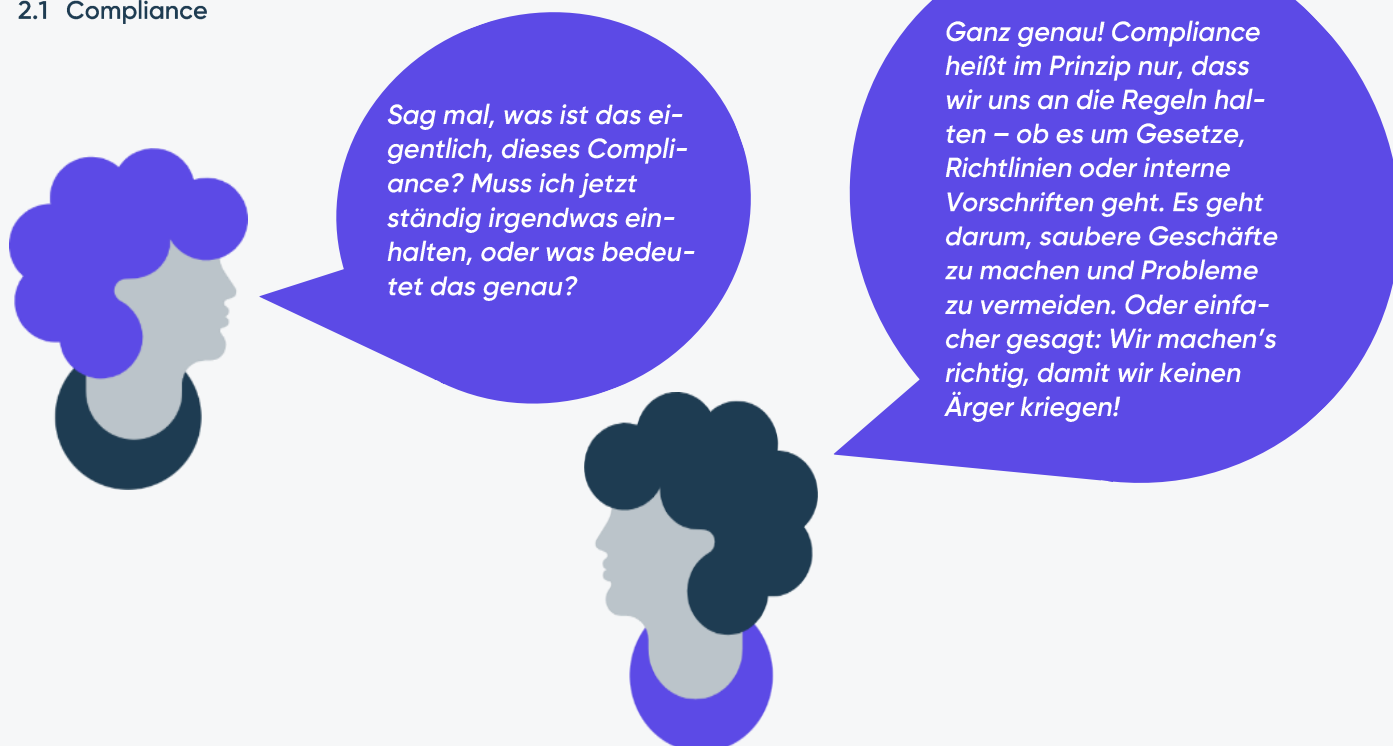 2.1 Compliance
Sag mal, was ist das ei-
gentlich, dieses Compli-
ance? Muss ich jetzt
ständig irgendwas ein-
halten, oder was bedeu-
tet das genau?
Ganz genau! Compliance
heißt im Prinzip nur, dass
wir uns an die Regeln hal-
ten – ob es um Gesetze,
Richtlinien oder interne
Vorschriften geht. Es geht
darum, saubere Geschäfte
zu machen und Probleme
zu vermeiden. Oder einfa-
cher gesagt: Wir machen’s
richtig, damit wir keinen
Ärger kriegen!